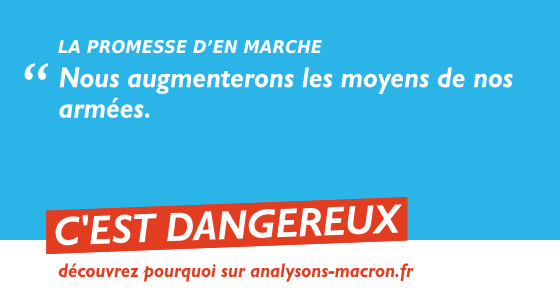 LA PROMESSE D’EN MARCHE
“ Nous augmenterons les moyens de nos
armées.
C'EST DANGEREUX
découvrez pourquoi sur analysons-macron.fr